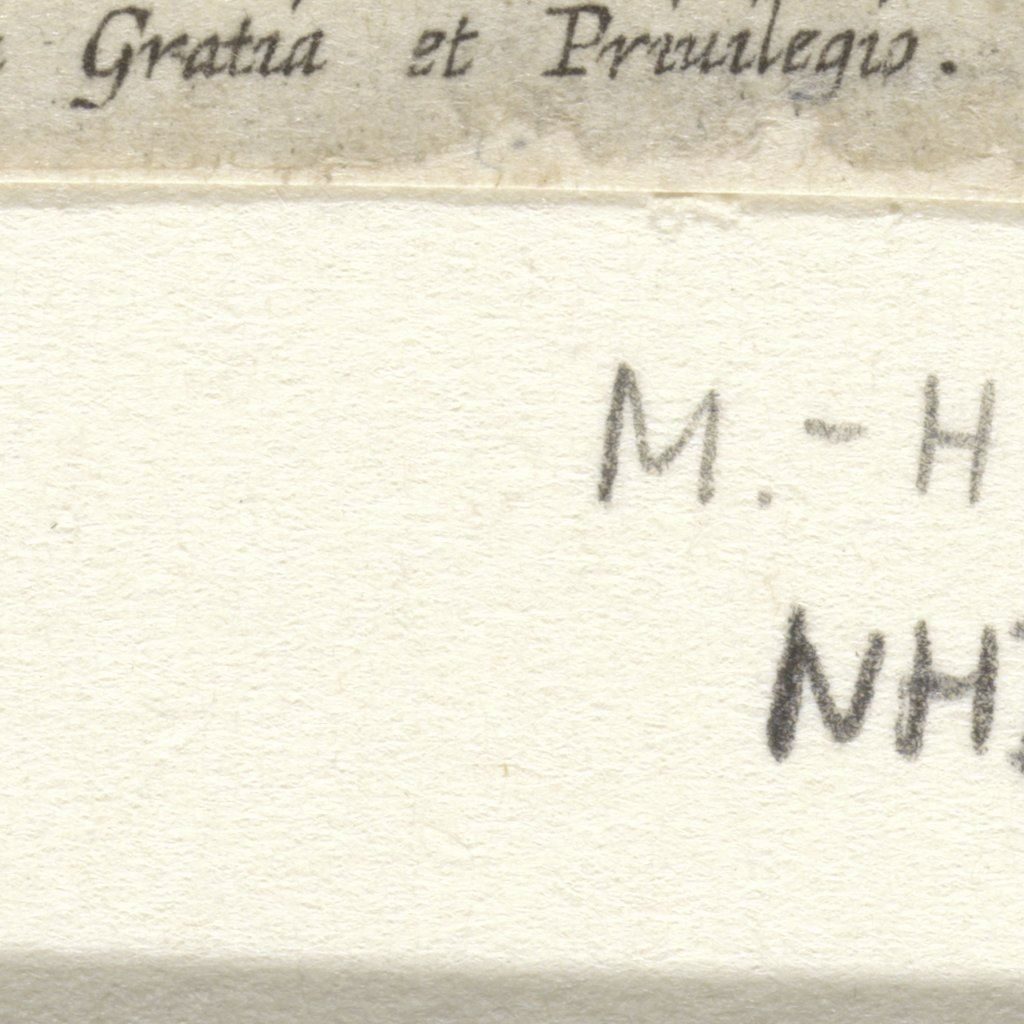 Gratia et Priuilegio.
M.-H
NH